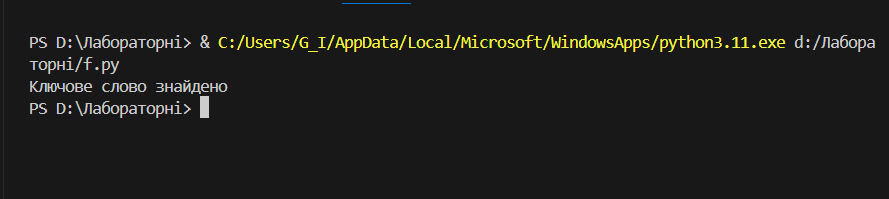 PS D:\Лабораторні> & C:/Users/G_I/AppData/Local/Microsoft/WindowsApps/python3.11.exe d:/Лабора
торні/f.py
Ключове слово знайдено
PS D:\Лабораторні>